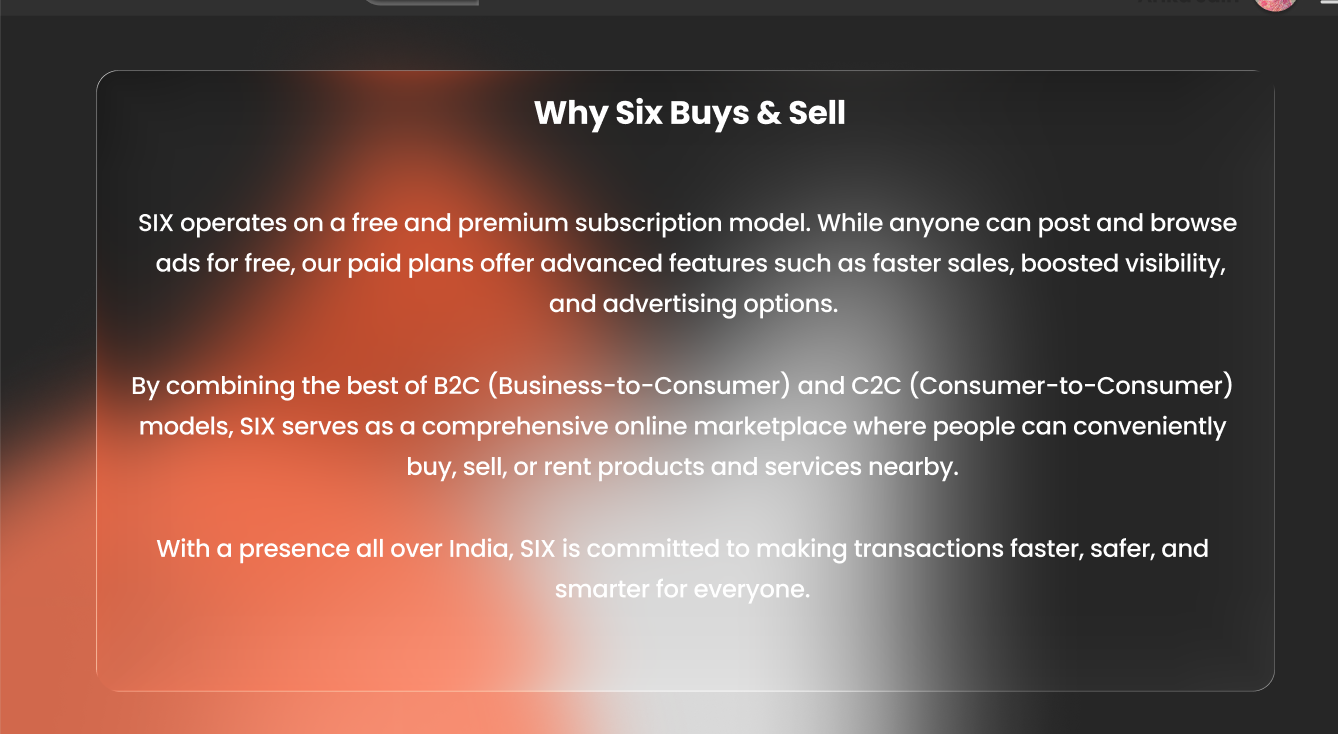 Why Six Buys & Sell
SIX operates on a free and premium subscription model. While anyone can post and browse
ads for free, our paid plans offer advanced features such as faster sales, boosted visibility,
and advertising options.
By combining the best of B2C (Business-to-Consumer) and C2C (Consumer-to-Consumer)
models, SIX serves as a comprehensive online marketplace where people can conveniently
buy, sell, or rent products and services nearby.
With a presence all over India, SIX is committed to making transactions faster, safer, and
smarter for everyone.